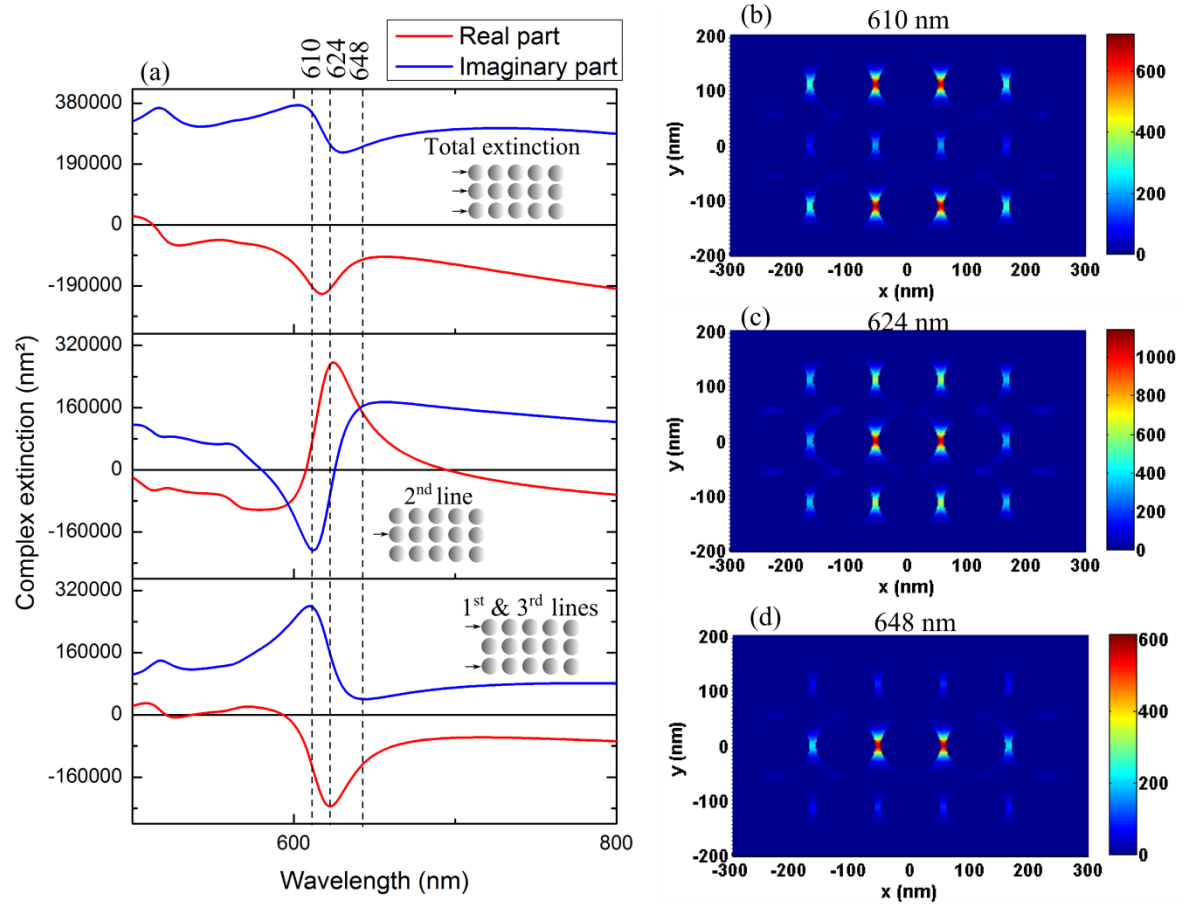 Real part
Imaginary part
610
624
648
(a)
380000
190000
0
-190000
Total extinction
320000
160000
0
-160000
2nd line
320000
160000
0
-160000
1st & 3rd lines
Complex extinction (nm²)
600
800
Wavelength (nm)
(b)
610 nm
200
100
0
-100
-200
y (nm)
-300 -200 -100 0 100 200 300
x (nm)
600
400
200
0
(c)
624 nm
200
100
0
-100
-200
y (nm)
-300 -200 -100 0 100 200 300
x (nm)
1000
800
600
400
200
0
(d)
648 nm
200
100
0
-100
-200
y (nm)
-300 -200 -100 0 100 200 300
x (nm)
600
400
200
0